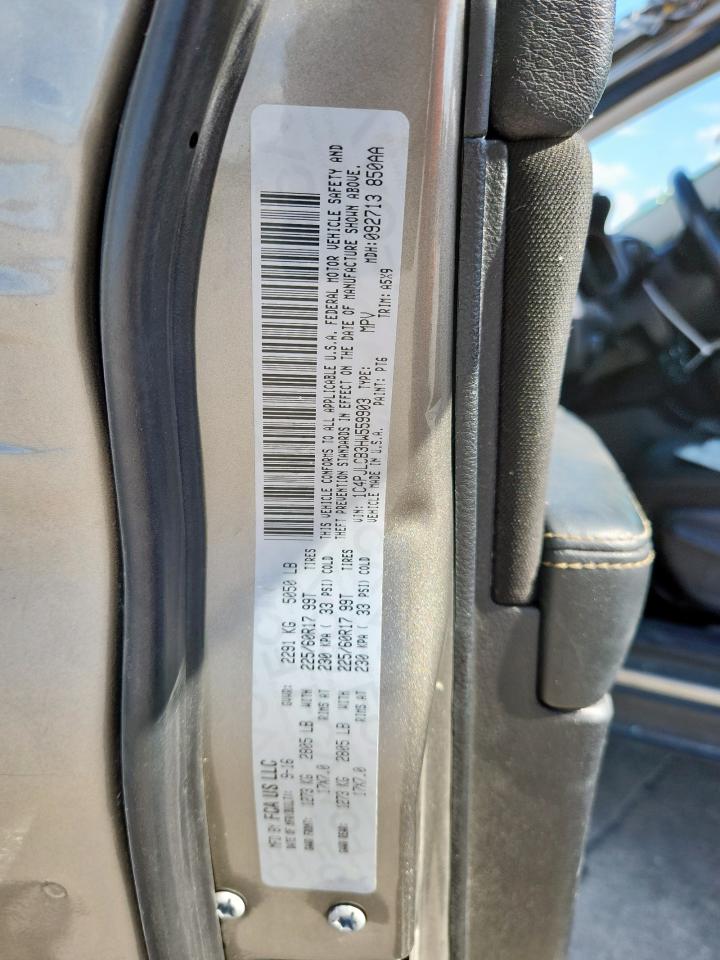 MFD BY FCA US LLC
DATE OF MFR(BUILT): 9-16 GVWR: 2291 KG 5050 LB
GAWR FRONT: 1273 KG 2805 LB WITH 225/60R17 99T TIRES
17X7.0 RIMS AT 230 KPA ( 33 PSI) COLD
GAWR REAR: 1273 KG 2805 LB WITH 225/60R17 99T TIRES
17X7.0 RIMS AT 230 KPA ( 33 PSI) COLD
THIS VEHICLE CONFORMS TO ALL APPLICABLE U.S.A. FEDERAL MOTOR VEHICLE SAFETY AND
THEFT PREVENTION STANDARDS IN EFFECT ON THE DATE OF MANUFACTURE SHOWN ABOVE.
VIN: 1C4PJLCB3HW559903 TYPE: MPV MDH:092713 850AA
VEHICLE MADE IN U.S.A. PAINT: PTG TRIM: A5X9